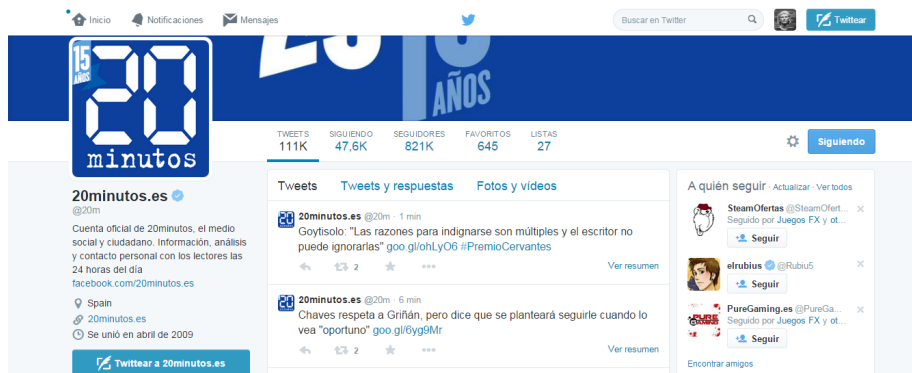 Inicio Notificaciones Mensajes Buscar en Twitter Twittear
15 AÑOS
20 minutos
AÑOS
TWEETS SIGUIENDO SEGUIDORES FAVORITOS LISTAS
111K 47,6K 821K 645 27
Siguiendo
20minutos.es
@20m
Cuenta oficial de 20minutos, el medio
social y ciudadano. Información, análisis
y contacto personal con los lectores las
24 horas del día
facebook.com/20minutos.es
Spain
20minutos.es
Se unió en abril de 2009
Twittear a 20minutos.es
Tweets Tweets y respuestas Fotos y vídeos
20minutos.es @20m · 1 min
Goytisolo: "Las razones para indignarse son múltiples y el escritor no
puede ignorarlas" goo.gl/ohLyO6 #PremioCervantes
2
Ver resumen
20minutos.es @20m · 6 min
Chaves respeta a Griñán, pero dice que se planteará seguirle cuando lo
vea "oportuno" goo.gl/6yg9Mr
2
Ver resumen
A quién seguir · Actualizar · Ver todos
SteamOfertas @SteamOfert...
Seguido por Juegos FX y ot...
Seguir
elrubius @Rubiu5
Seguir
PURE GAMING
PureGaming.es @PureGa...
Seguido por Juegos FX y ot...
Seguir
Encontrar amigos